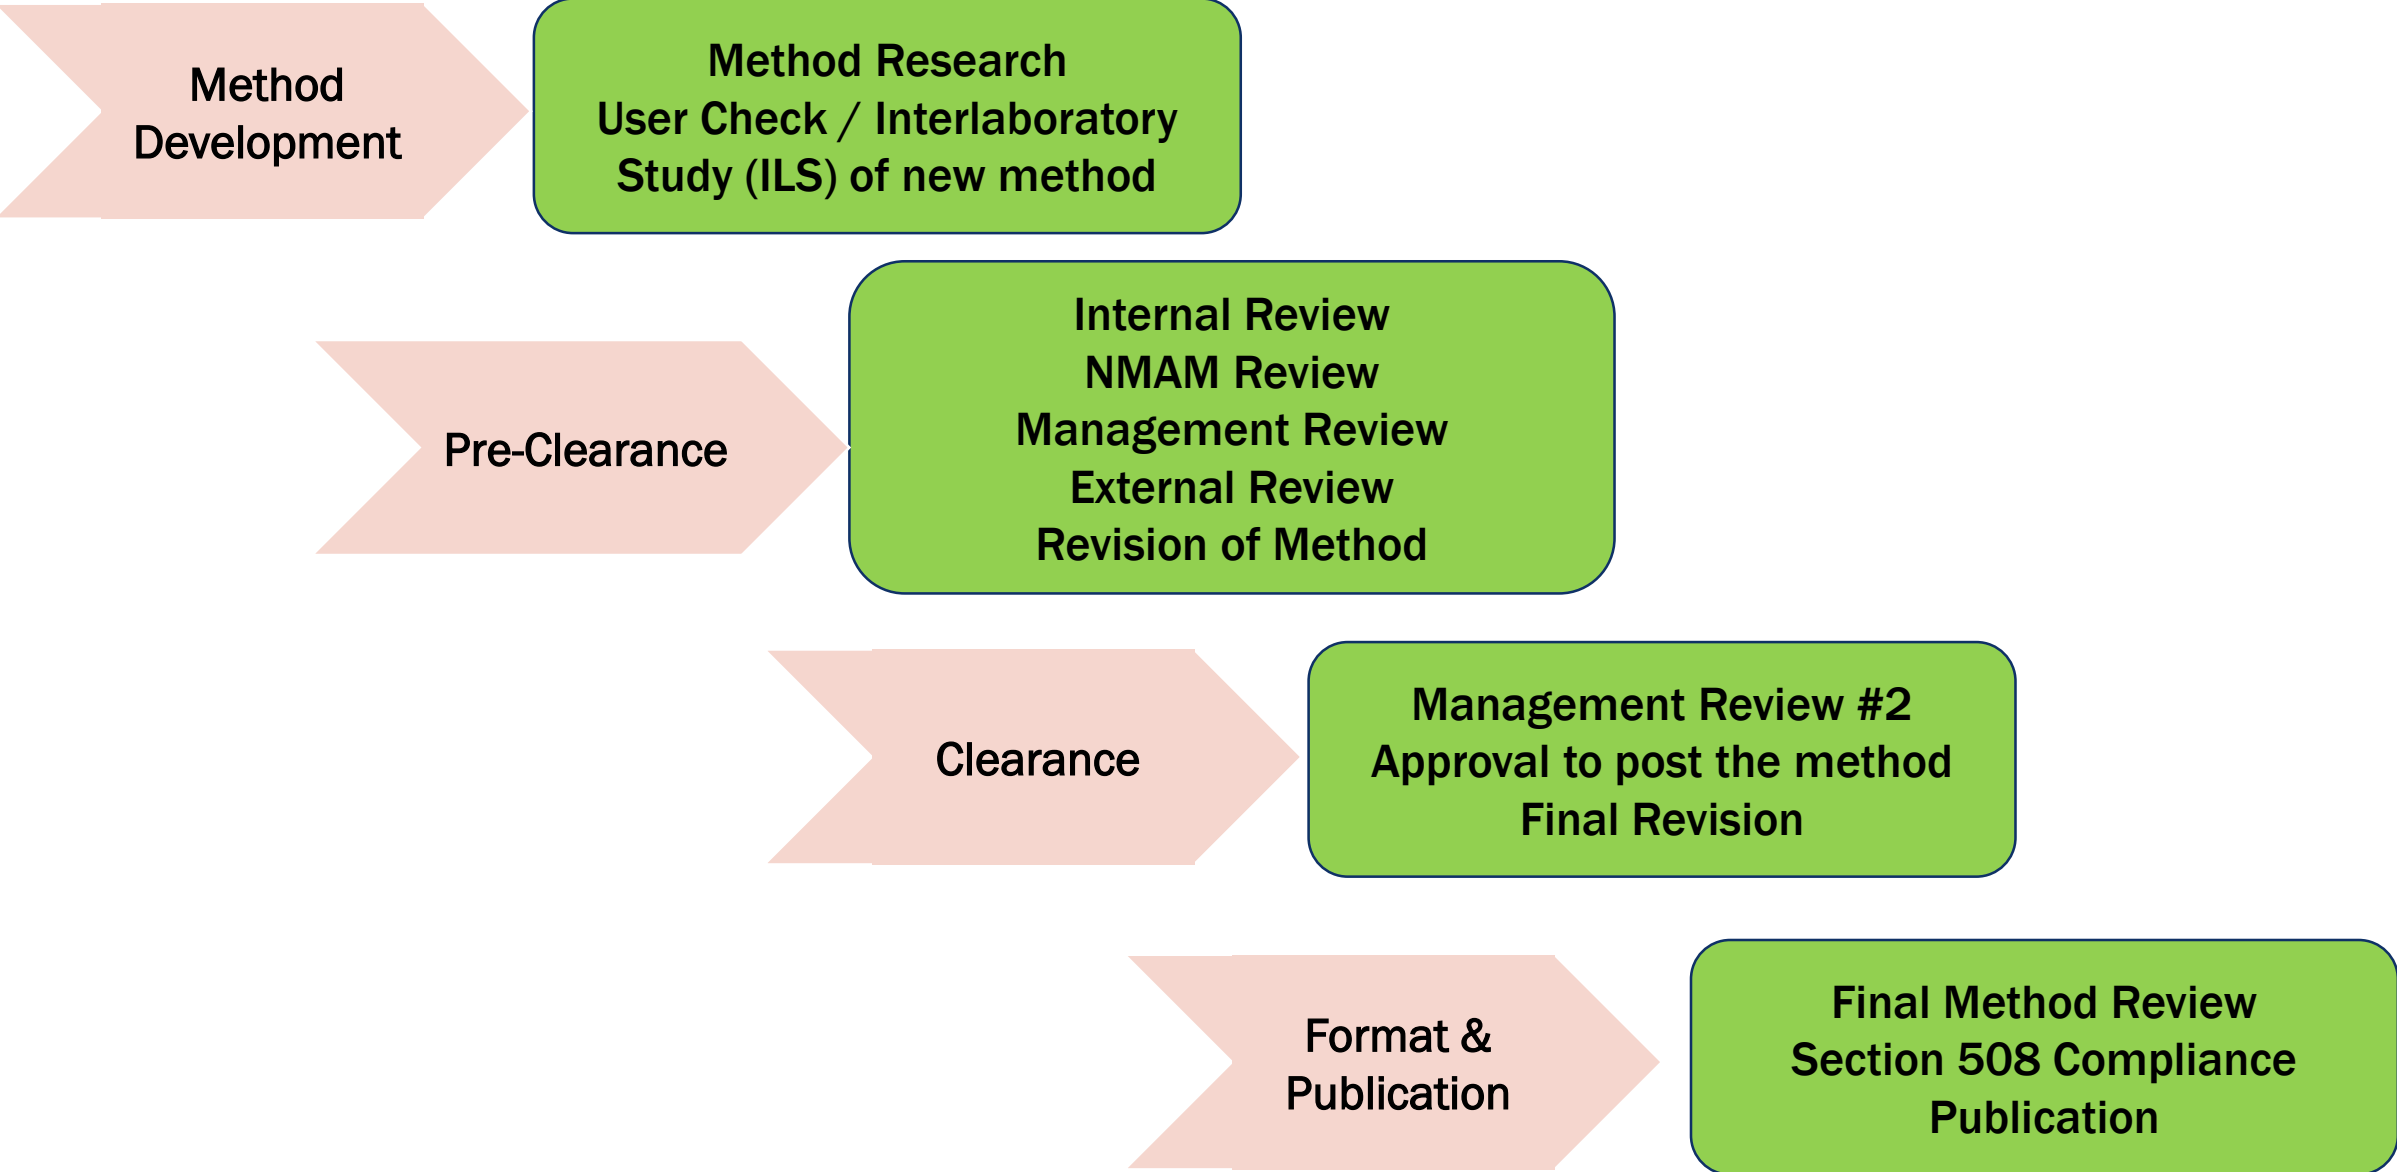 Method
Development
Method Research
User Check / Interlaboratory
Study (ILS) of new method
Pre-Clearance
Internal Review
NMAM Review
Management Review
External Review
Revision of Method
Clearance
Management Review #2
Approval to post the method
Final Revision
Format &
Publication
Final Method Review
Section 508 Compliance
Publication